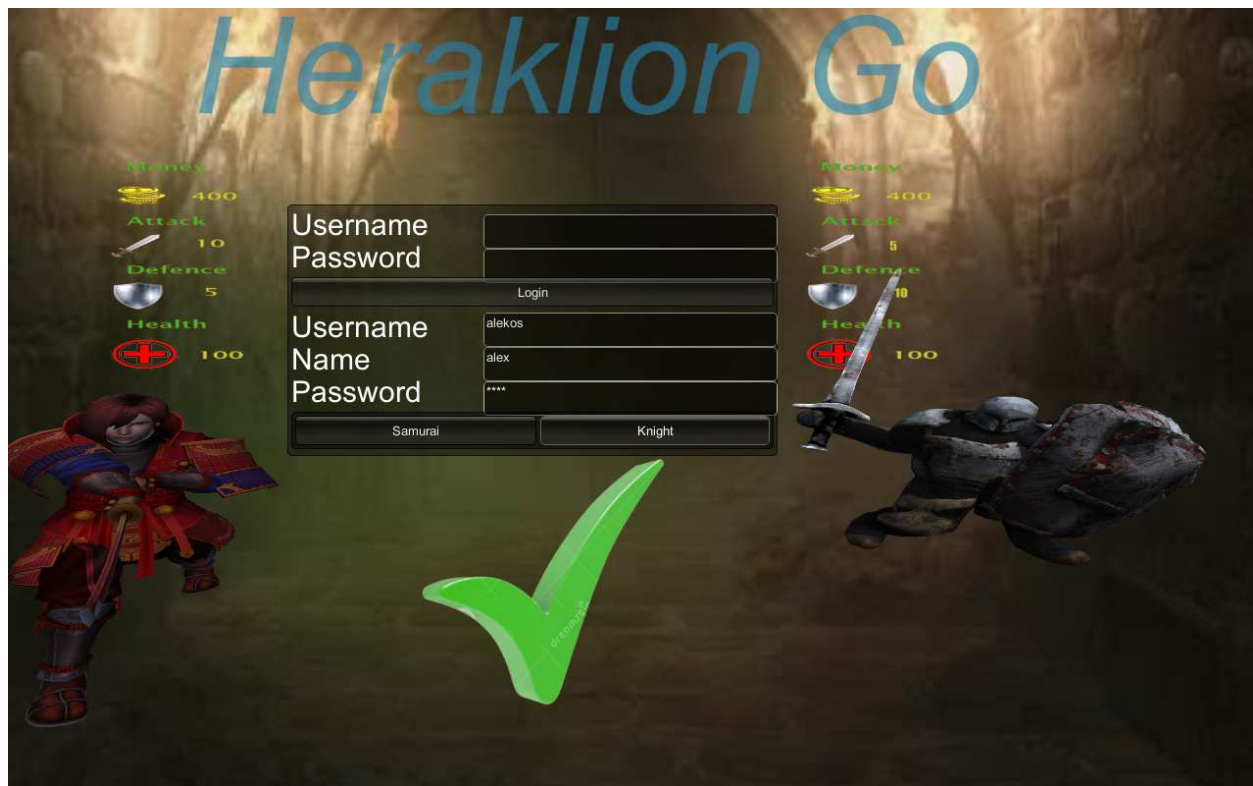 Heraklion Go
Money
400
Attack
10
Defence
5
Health
100
Username
Password
Login
Username alekos
Name alex
Password ****
Samurai Knight
Money
400
Attack
5
Defence
10
Health
100